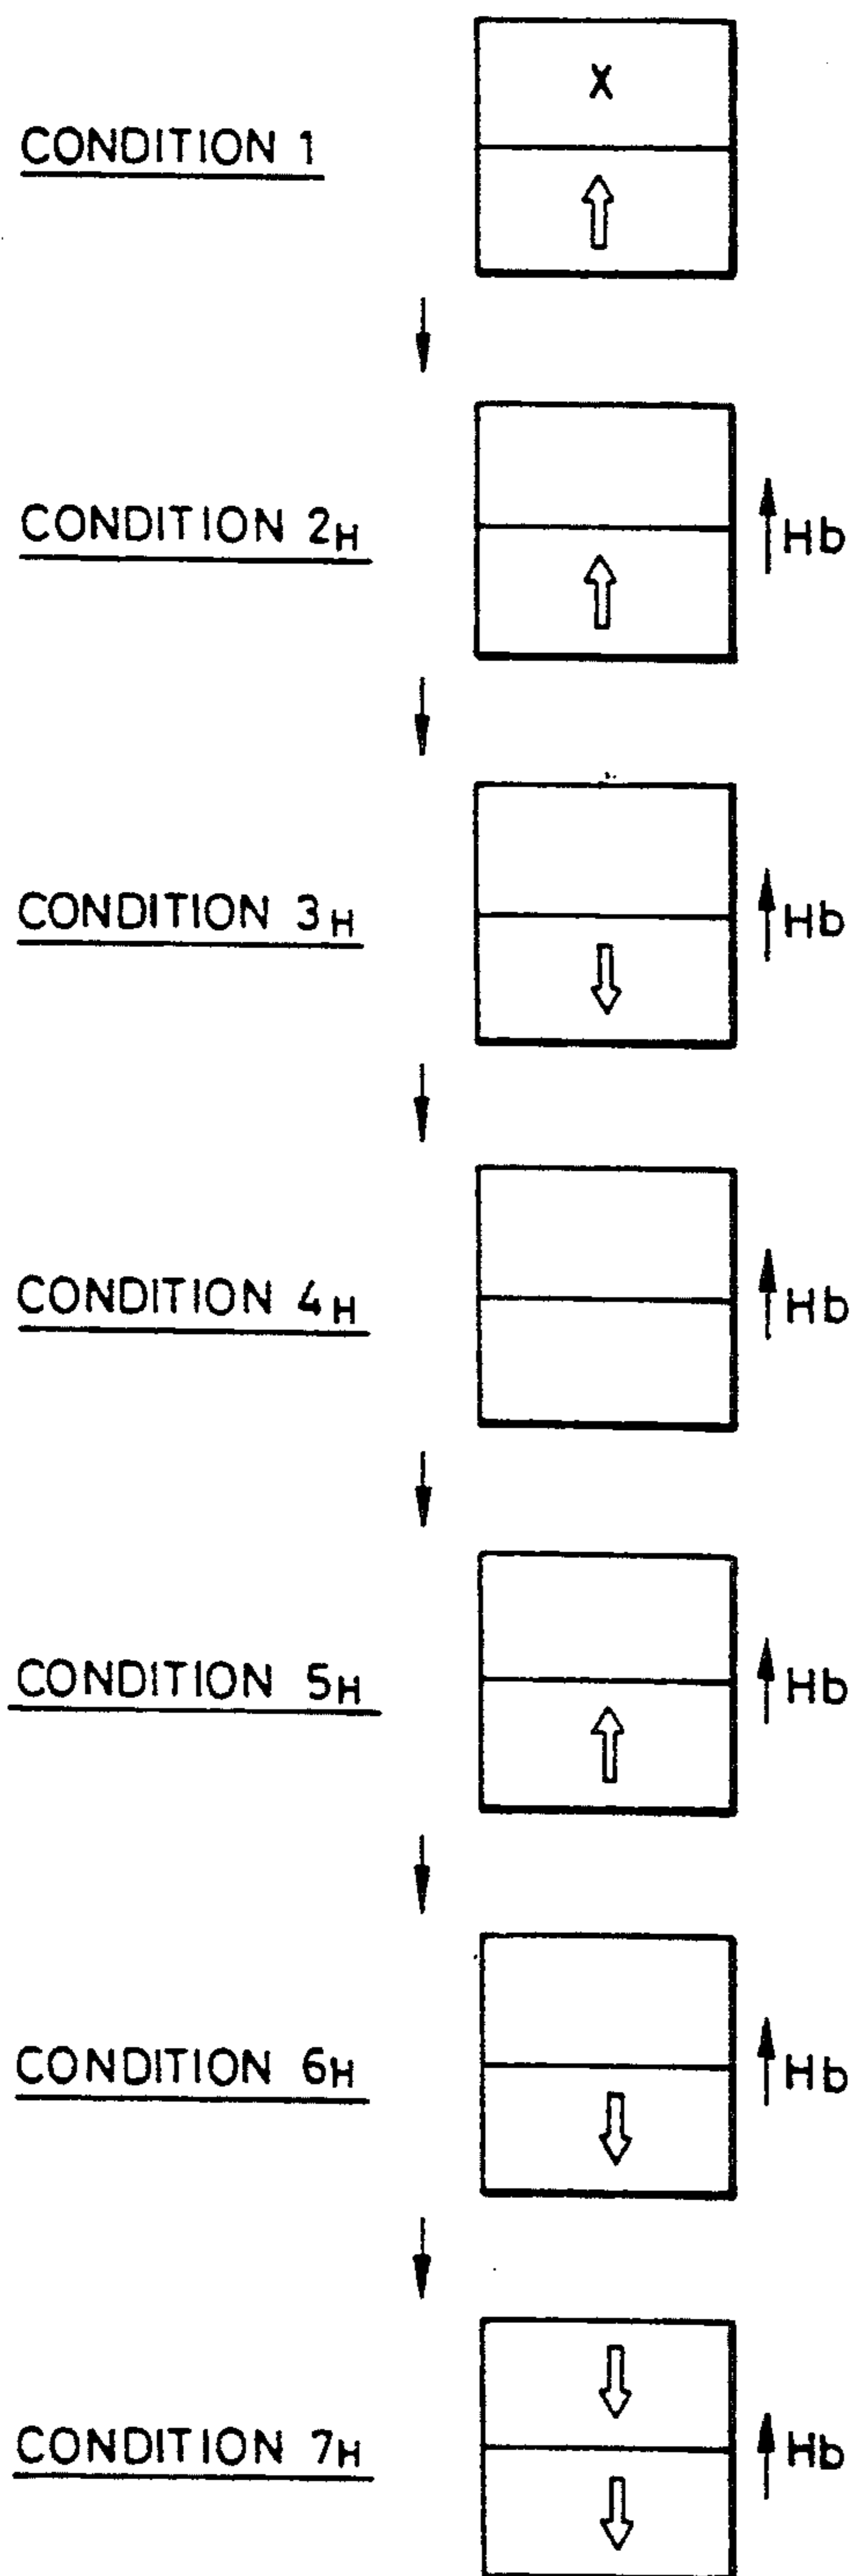 X
CONDITION 1
CONDITION 2H
Hb
CONDITION 3H
Hb
CONDITION 4H
Hb
CONDITION 5H
Hb
CONDITION 6H
Hb
CONDITION 7H
Hb